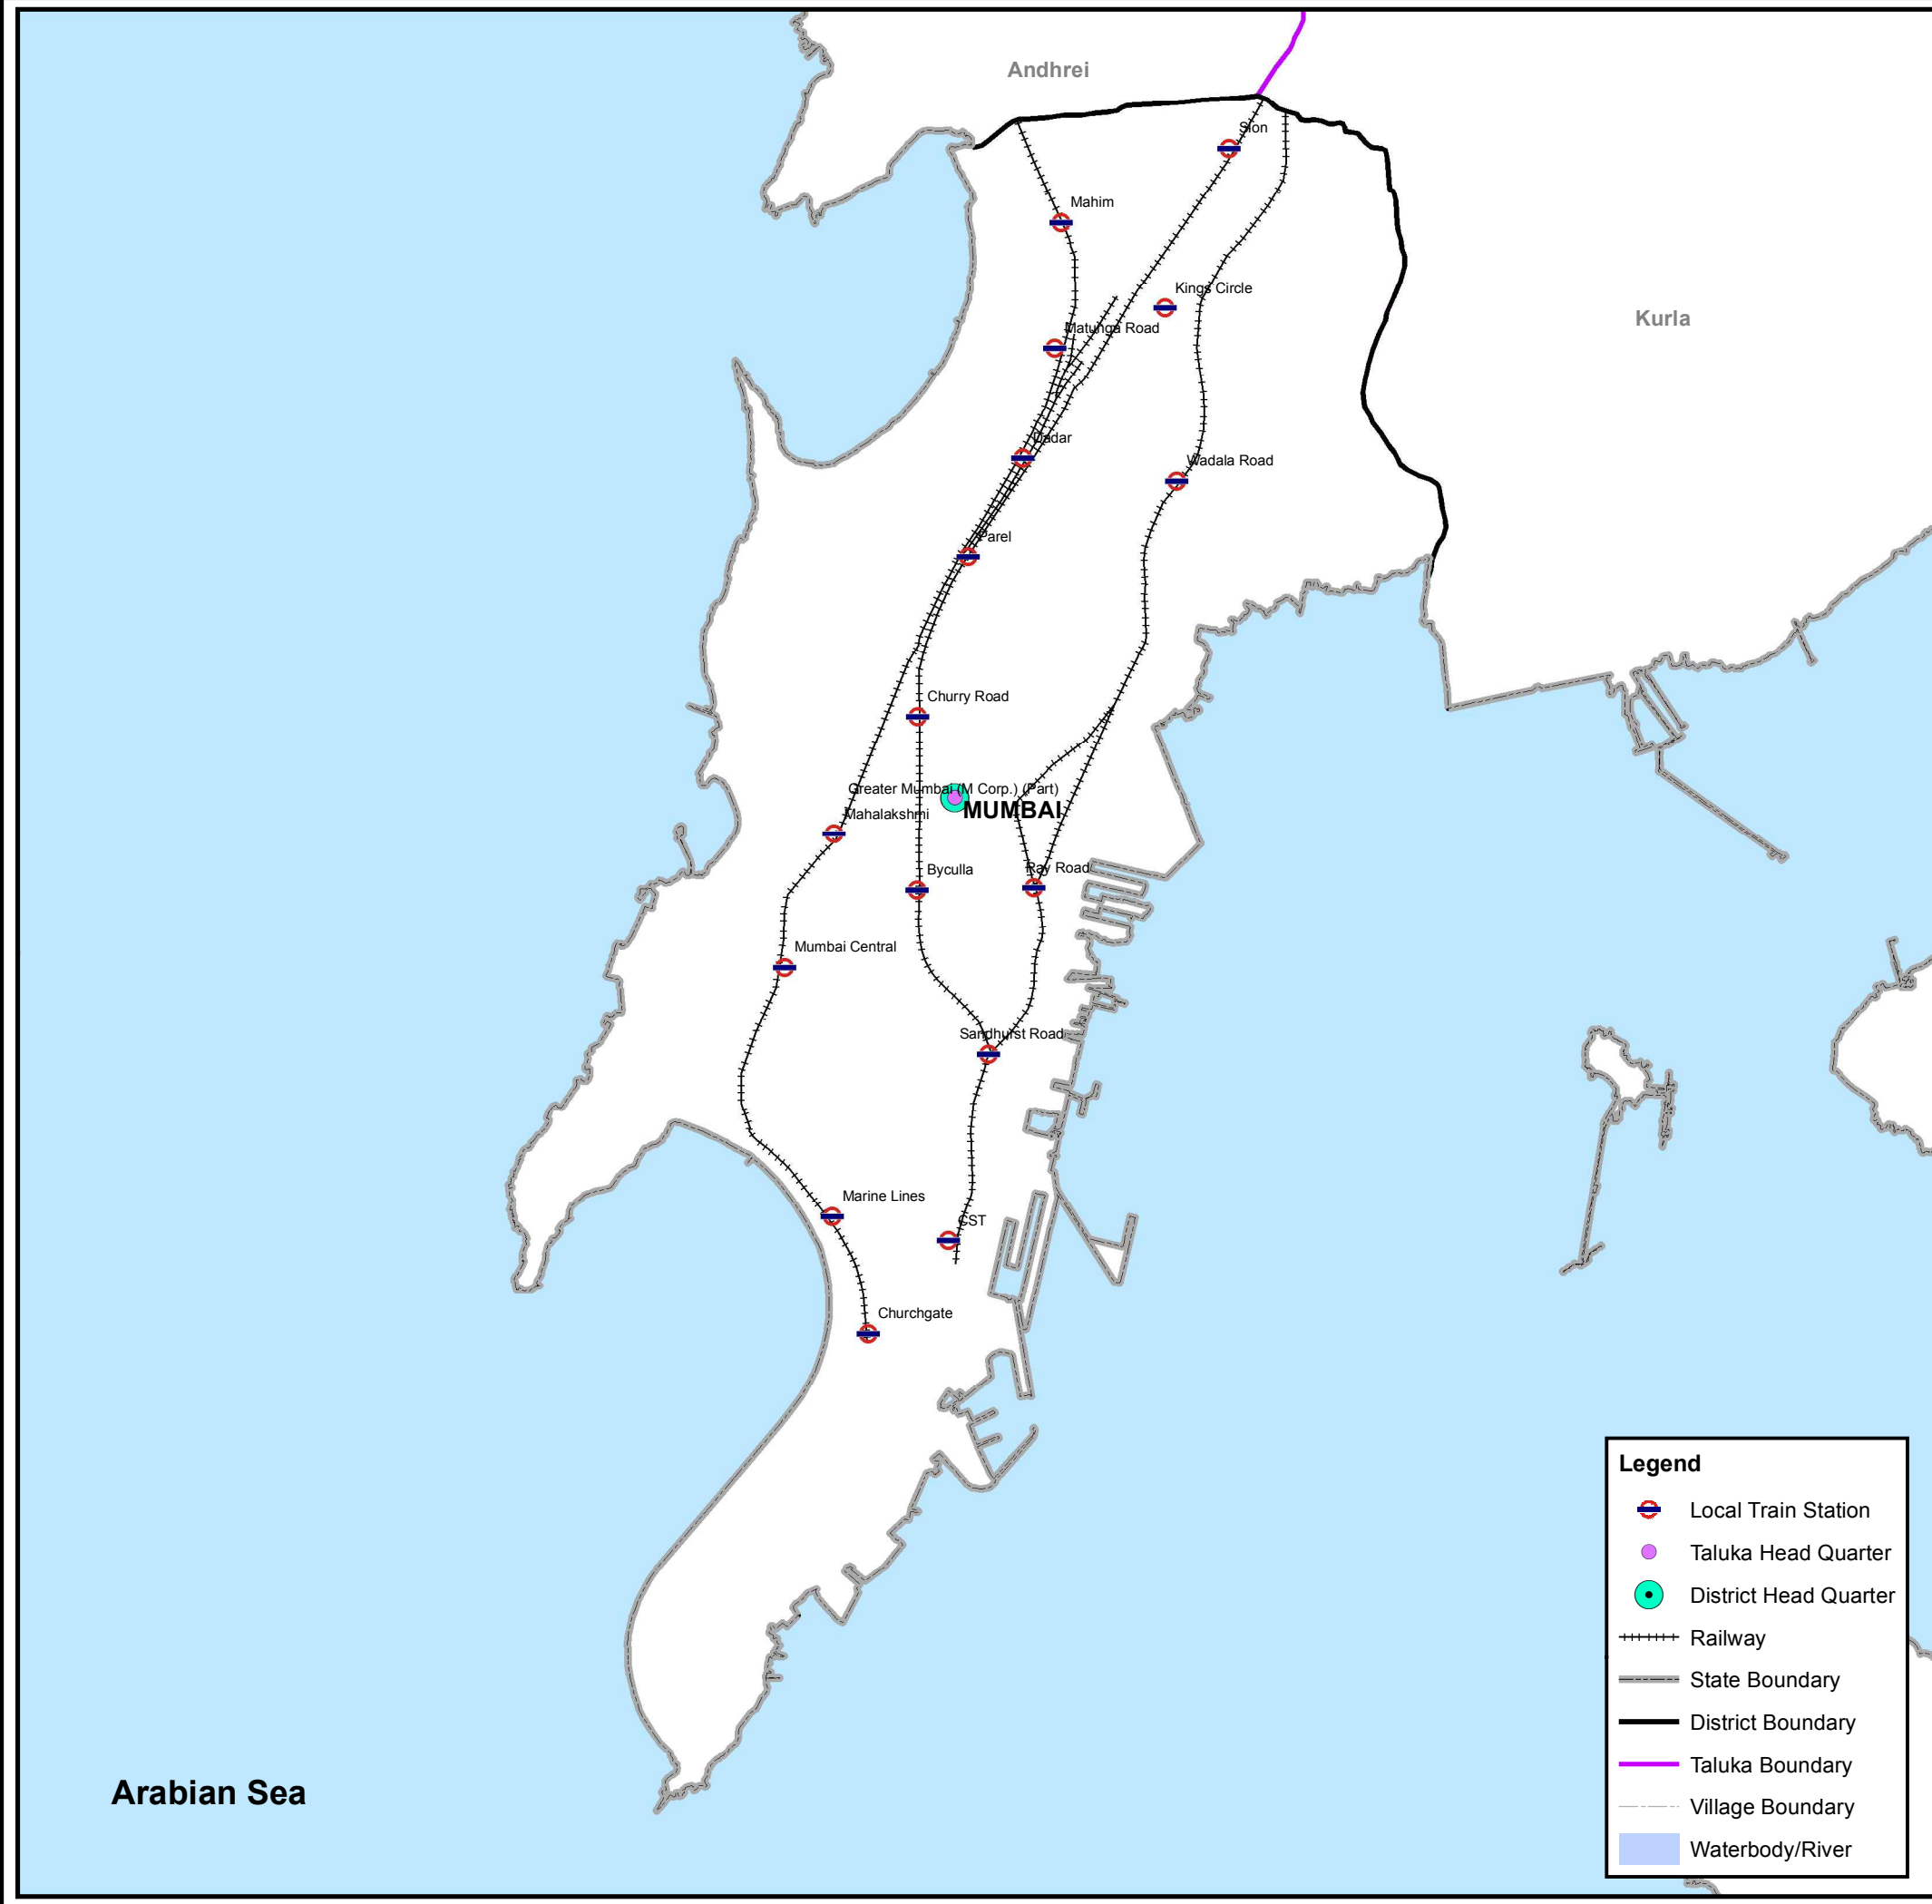 Andhrei
Sion
Mahim
Kings Circle
Kurla
Matunga Road
Dadar
Wadala Road
Parel
Churry Road
Greater Mumbai (M Corp.) (Part)
MUMBAI
Mahalakshmi
Byculla
Ray Road
Mumbai Central
Sandhurst Road
Marine Lines
CST
Churchgate
Arabian Sea
Legend
Local Train Station
Taluka Head Quarter
District Head Quarter
Railway
State Boundary
District Boundary
Taluka Boundary
Village Boundary
Waterbody/River